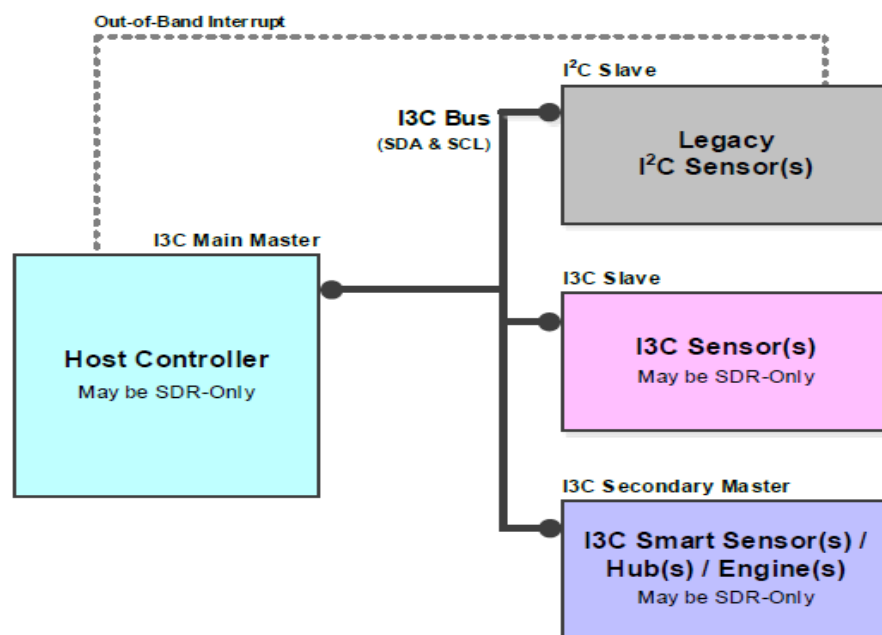 Out-of-Band Interrupt
I²C Slave
I3C Bus
(SDA & SCL)
Legacy
I²C Sensor(s)
I3C Main Master
I3C Slave
Host Controller
May be SDR-Only
I3C Sensor(s)
May be SDR-Only
I3C Secondary Master
I3C Smart Sensor(s) /
Hub(s) / Engine(s)
May be SDR-Only